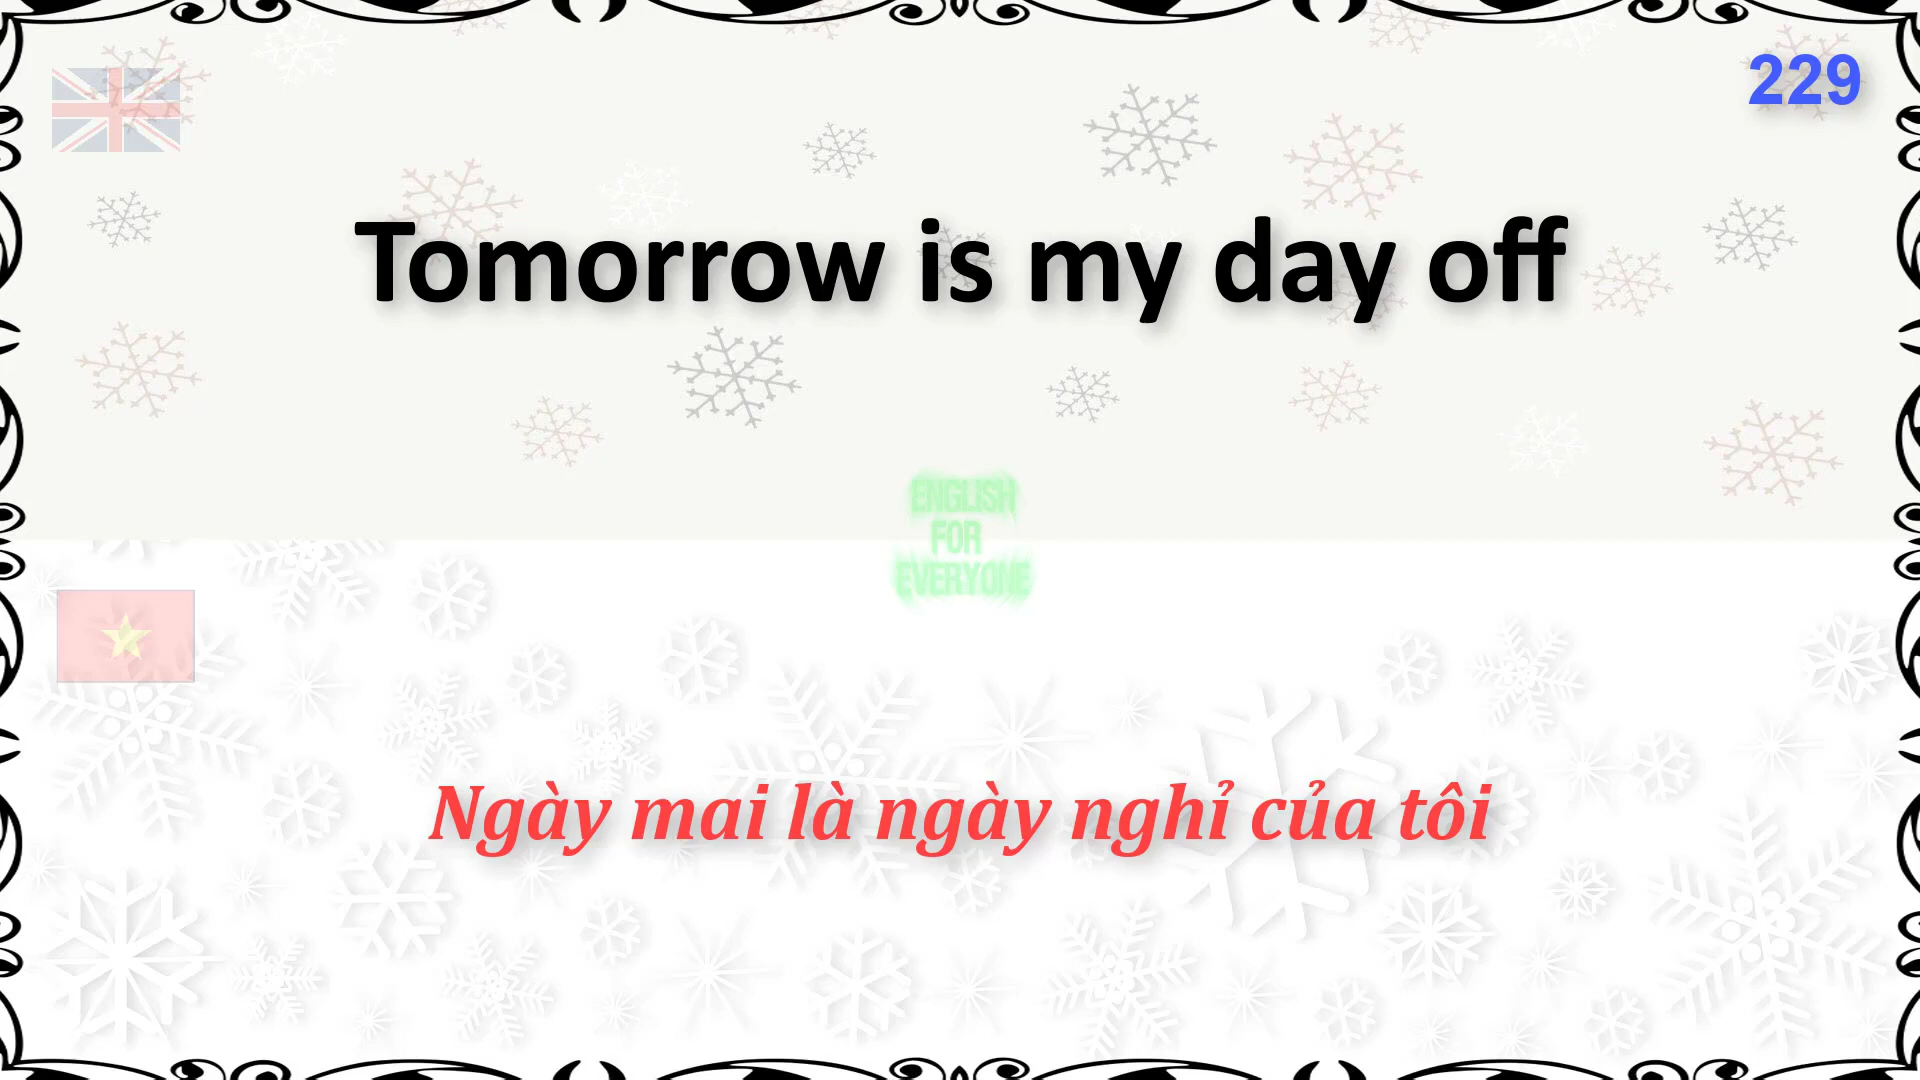 229
Tomorrow is my day off
ENGLISH
FOR
EVERYONE
Ngày mai là ngày nghỉ của tôi